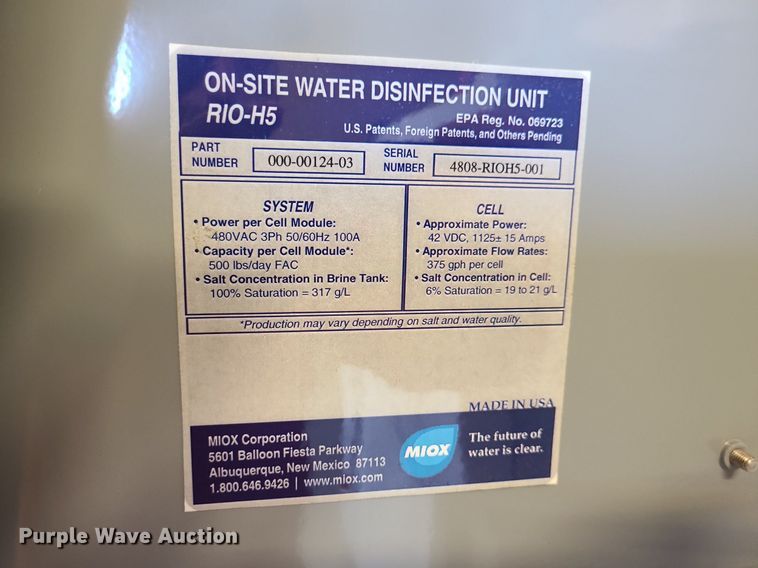 ON-SITE WATER DISINFECTION UNIT
RIO-H5
EPA Reg. No. 069723
U.S. Patents, Foreign Patents, and Others Pending
PART NUMBER 000-00124-03
SERIAL NUMBER 4808-RIOH5-001
SYSTEM
• Power per Cell Module:
480VAC 3Ph 50/60Hz 100A
• Capacity per Cell Module*:
500 lbs/day FAC
• Salt Concentration in Brine Tank:
100% Saturation = 317 g/L
CELL
• Approximate Power:
42 VDC, 1125± 15 Amps
• Approximate Flow Rates:
375 gph per cell
• Salt Concentration in Cell:
6% Saturation = 19 to 21 g/L
*Production may vary depending on salt and water quality.
MADE IN USA
MIOX Corporation
5601 Balloon Fiesta Parkway
Albuquerque, New Mexico 87113
1.800.646.9426 | www.miox.com
MIOX
The future of
water is clear.
Purple Wave Auction